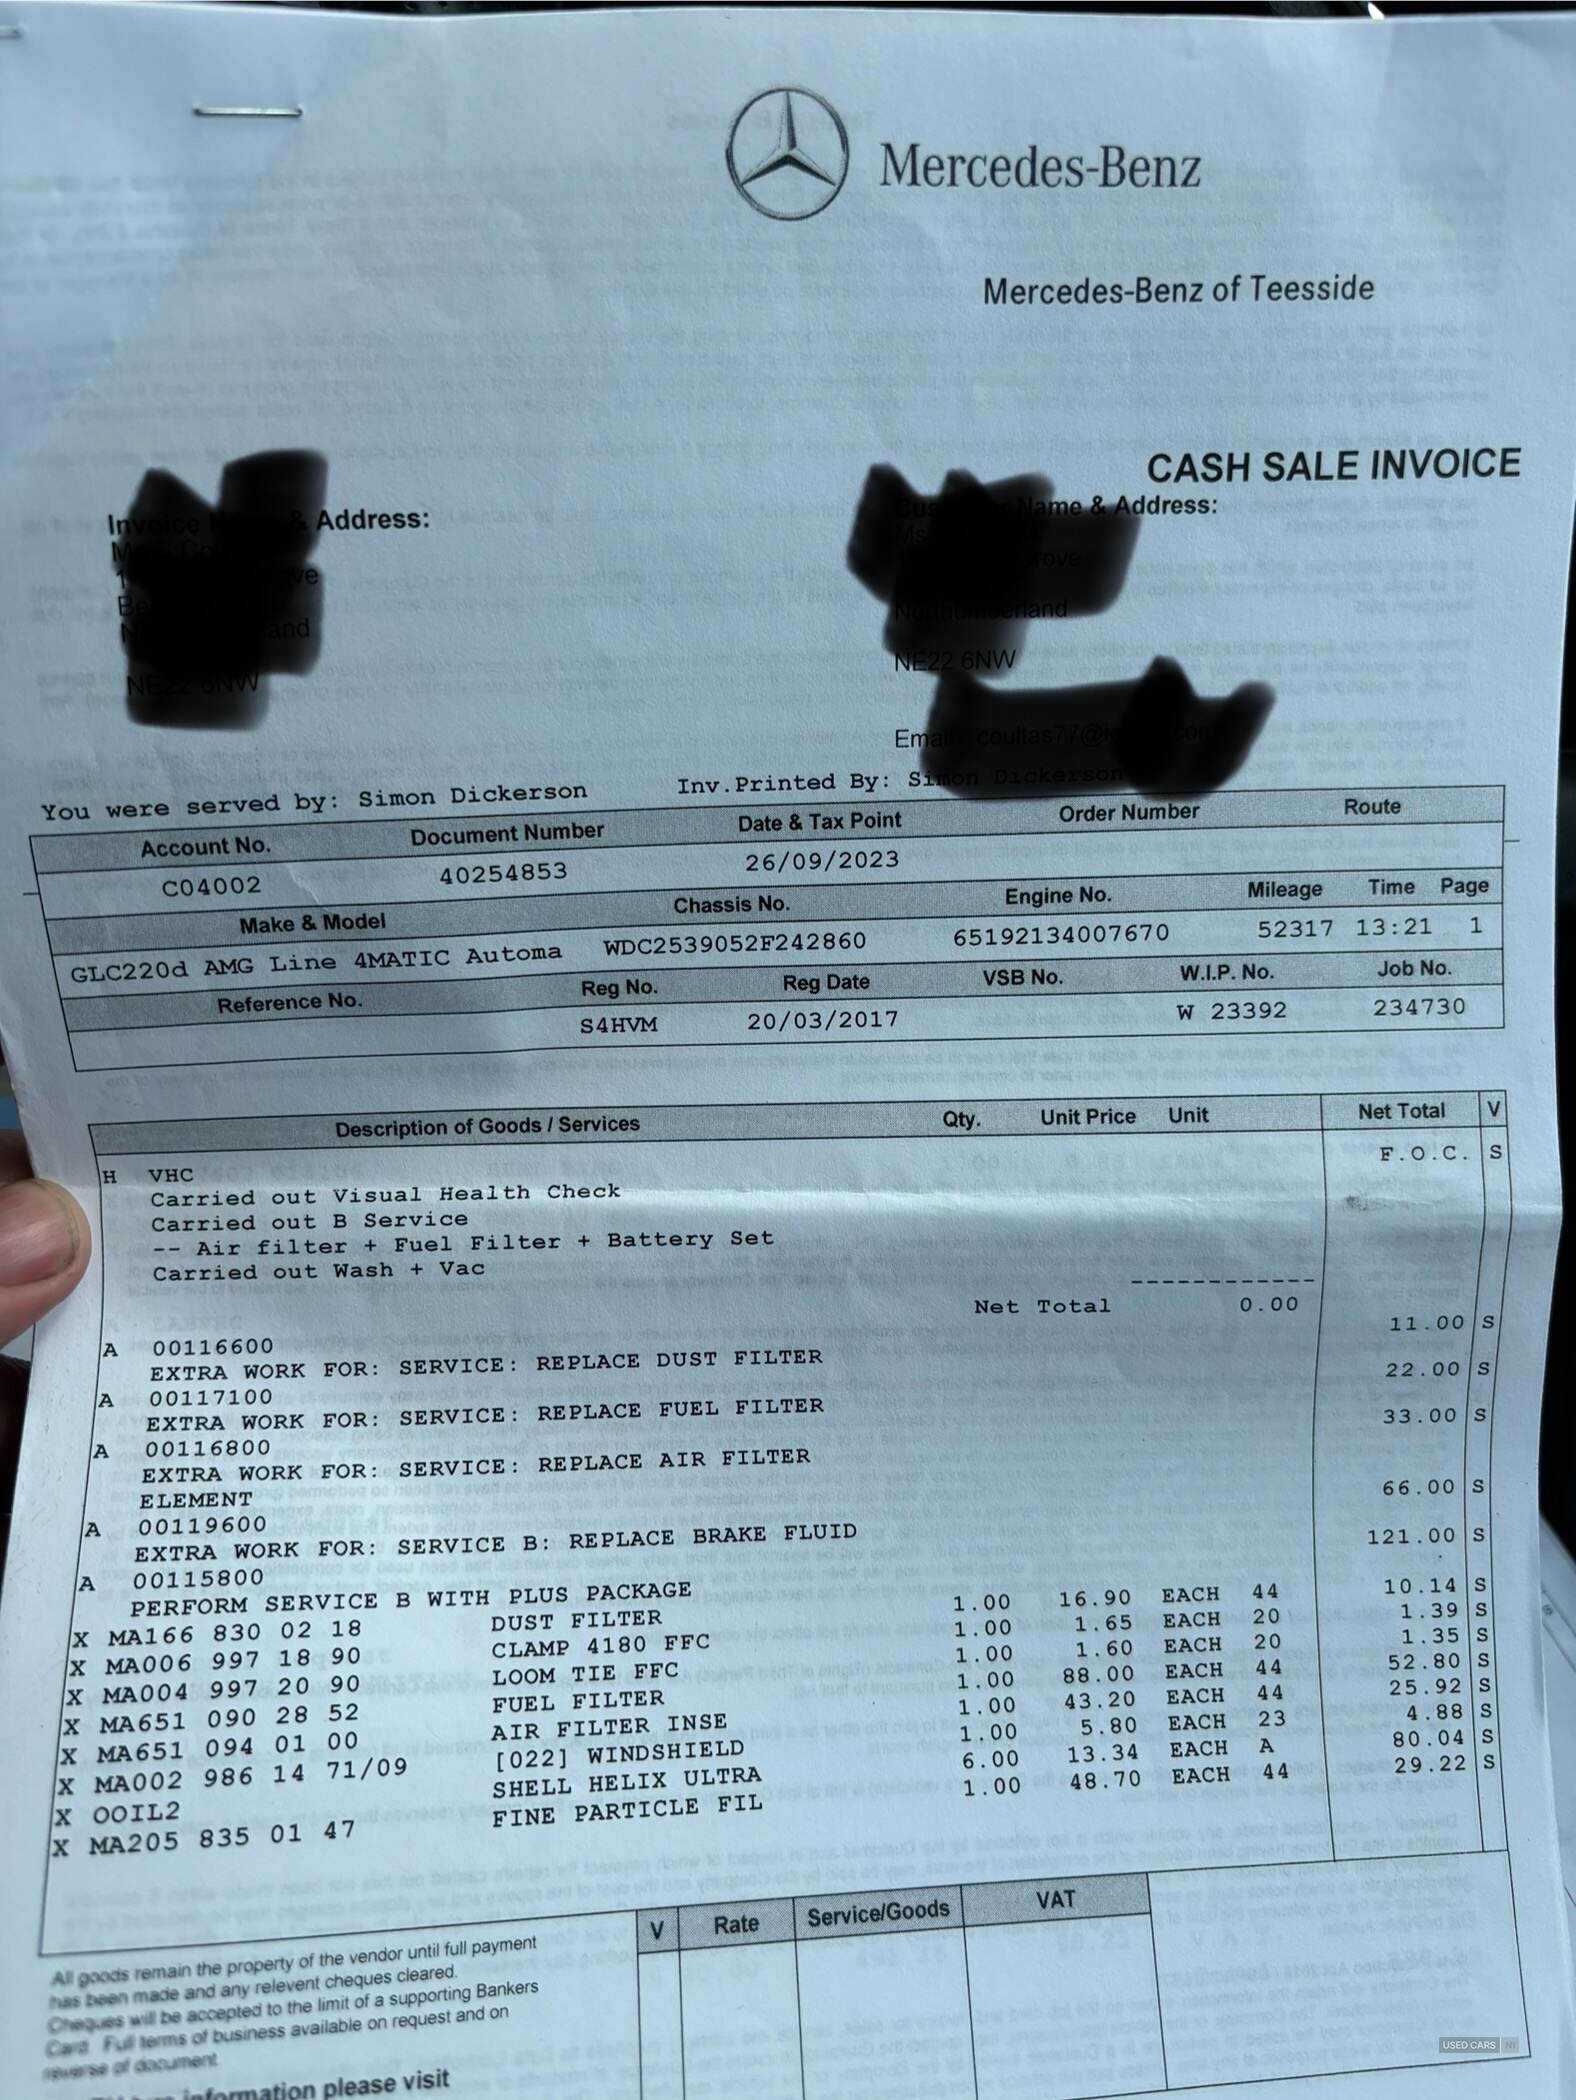 Mercedes-Benz
Mercedes-Benz of Teesside
CASH SALE INVOICE
Invoice & Address:
Name & Address:
Northumberland
NE22 6NW
NE22 6NW
Email:
You were served by: Simon Dickerson Inv.Printed By: Simon Dickerson
Account No. Document Number Date & Tax Point Order Number Route
C04002 40254853 26/09/2023
Make & Model Chassis No. Engine No. Mileage Time Page
GLC220d AMG Line 4MATIC Automa WDC2539052F242860 65192134007670 52317 13:21 1
Reference No. Reg No. Reg Date VSB No. W.I.P. No. Job No.
S4HVM 20/03/2017 W 23392 234730
Description of Goods / Services Qty. Unit Price Unit Net Total V
H VHC F.O.C. S
Carried out Visual Health Check
Carried out B Service
-- Air filter + Fuel Filter + Battery Set
Carried out Wash + Vac
Net Total 0.00
A 00116600 11.00 S
EXTRA WORK FOR: SERVICE: REPLACE DUST FILTER
A 00117100 22.00 S
EXTRA WORK FOR: SERVICE: REPLACE FUEL FILTER
A 00116800 33.00 S
EXTRA WORK FOR: SERVICE: REPLACE AIR FILTER
ELEMENT
A 00119600 66.00 S
EXTRA WORK FOR: SERVICE B: REPLACE BRAKE FLUID
A 00115800 121.00 S
PERFORM SERVICE B WITH PLUS PACKAGE
X MA166 830 02 18 DUST FILTER 1.00 16.90 EACH 44 10.14 S
X MA006 997 18 90 CLAMP 4180 FFC 1.00 1.65 EACH 20 1.39 S
X MA004 997 20 90 LOOM TIE FFC 1.00 1.60 EACH 20 1.35 S
X MA651 090 28 52 FUEL FILTER 1.00 88.00 EACH 44 52.80 S
X MA651 094 01 00 AIR FILTER INSE 1.00 43.20 EACH 44 25.92 S
X MA002 986 14 71/09 [022] WINDSHIELD 1.00 5.80 EACH 23 4.88 S
X OOIL2 SHELL HELIX ULTRA 6.00 13.34 EACH A 80.04 S
X MA205 835 01 47 FINE PARTICLE FIL 1.00 48.70 EACH 44 29.22 S
V Rate Service/Goods VAT
All goods remain the property of the vendor until full payment
has been made and any relevent cheques cleared.
Cheques will be accepted to the limit of a supporting Bankers
Card. Full terms of business available on request and on
reverse of document.
information please visit
USED CARS NI